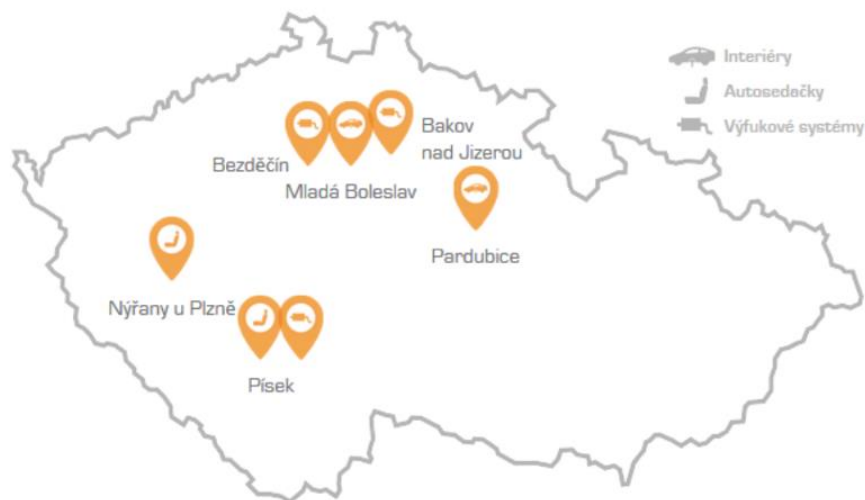 Interiéry
Autosedačky
Výfukové systémy
Bakov
nad Jizerou
Bezděčín
Mladá Boleslav
Pardubice
Nýřany u Plzně
Písek